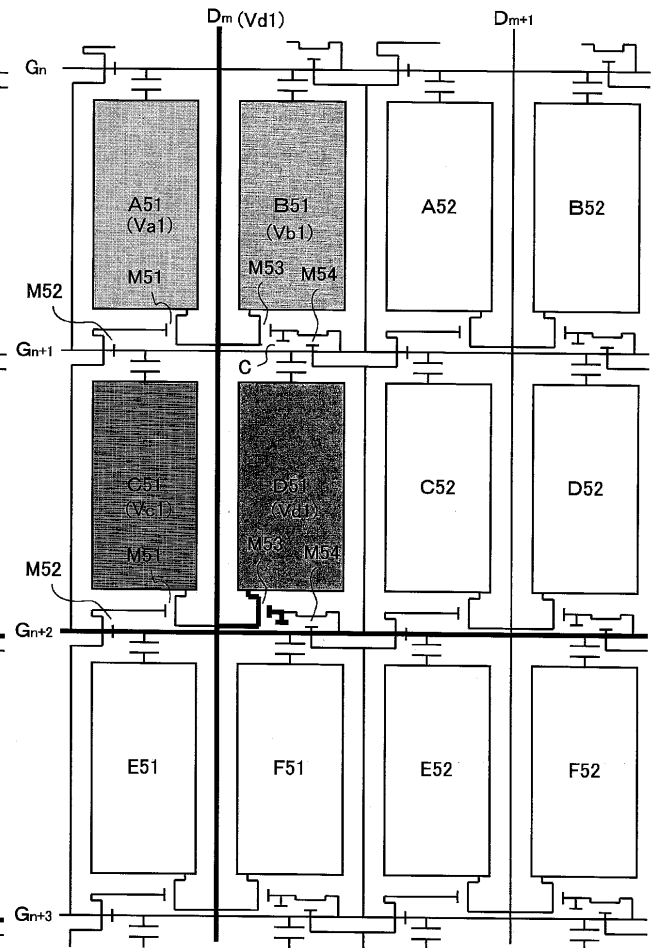 Dm (Vd1) Dm+1
Gn
A51 B51 A52 B52
(Va1) (Vb1)
M51 M53 M54
M52
Gn+1
C
C51 D51 C52 D52
(Vc1) (Vd1)
M51 M53 M54
M52
Gn+2
E51 F51 E52 F52
Gn+3